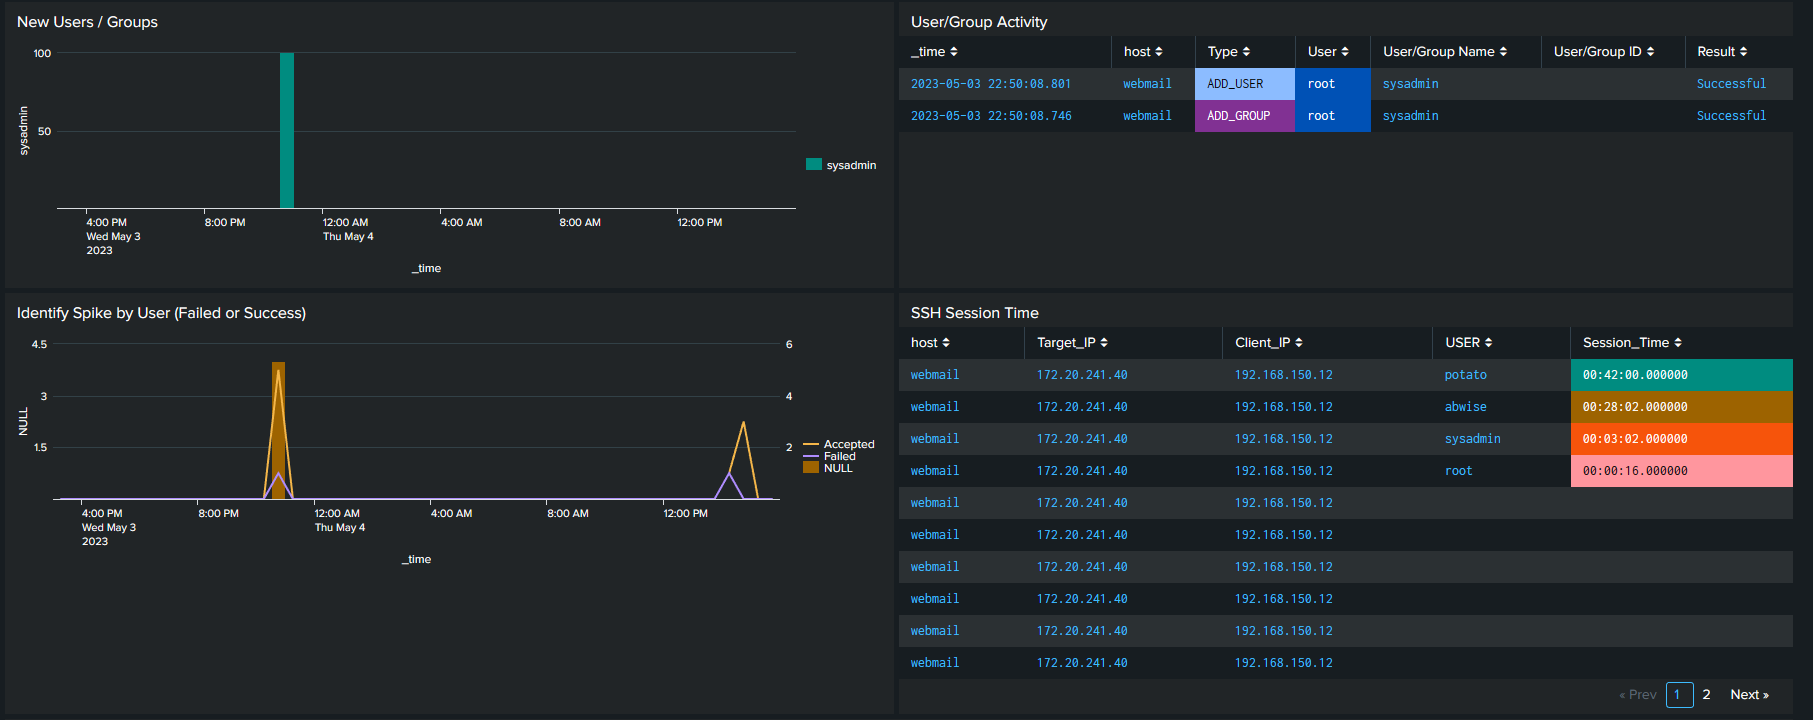 New Users / Groups
100
50
sysadmin
sysadmin
4:00 PM 8:00 PM 12:00 AM 4:00 AM 8:00 AM 12:00 PM
Wed May 3 Thu May 4
2023
_time
User/Group Activity
_time host Type User User/Group Name User/Group ID Result
2023-05-03 22:50:08.801 webmail ADD_USER root sysadmin Successful
2023-05-03 22:50:08.746 webmail ADD_GROUP root sysadmin Successful
Identify Spike by User (Failed or Success)
4.5 6
3 4
1.5 2
NULL
Accepted
Failed
NULL
4:00 PM 8:00 PM 12:00 AM 4:00 AM 8:00 AM 12:00 PM
Wed May 3 Thu May 4
2023
_time
SSH Session Time
host Target_IP Client_IP USER Session_Time
webmail 172.20.241.40 192.168.150.12 potato 00:42:00.000000
webmail 172.20.241.40 192.168.150.12 abwise 00:28:02.000000
webmail 172.20.241.40 192.168.150.12 sysadmin 00:03:02.000000
webmail 172.20.241.40 192.168.150.12 root 00:00:16.000000
webmail 172.20.241.40 192.168.150.12
webmail 172.20.241.40 192.168.150.12
webmail 172.20.241.40 192.168.150.12
webmail 172.20.241.40 192.168.150.12
webmail 172.20.241.40 192.168.150.12
webmail 172.20.241.40 192.168.150.12
« Prev 1 2 Next »